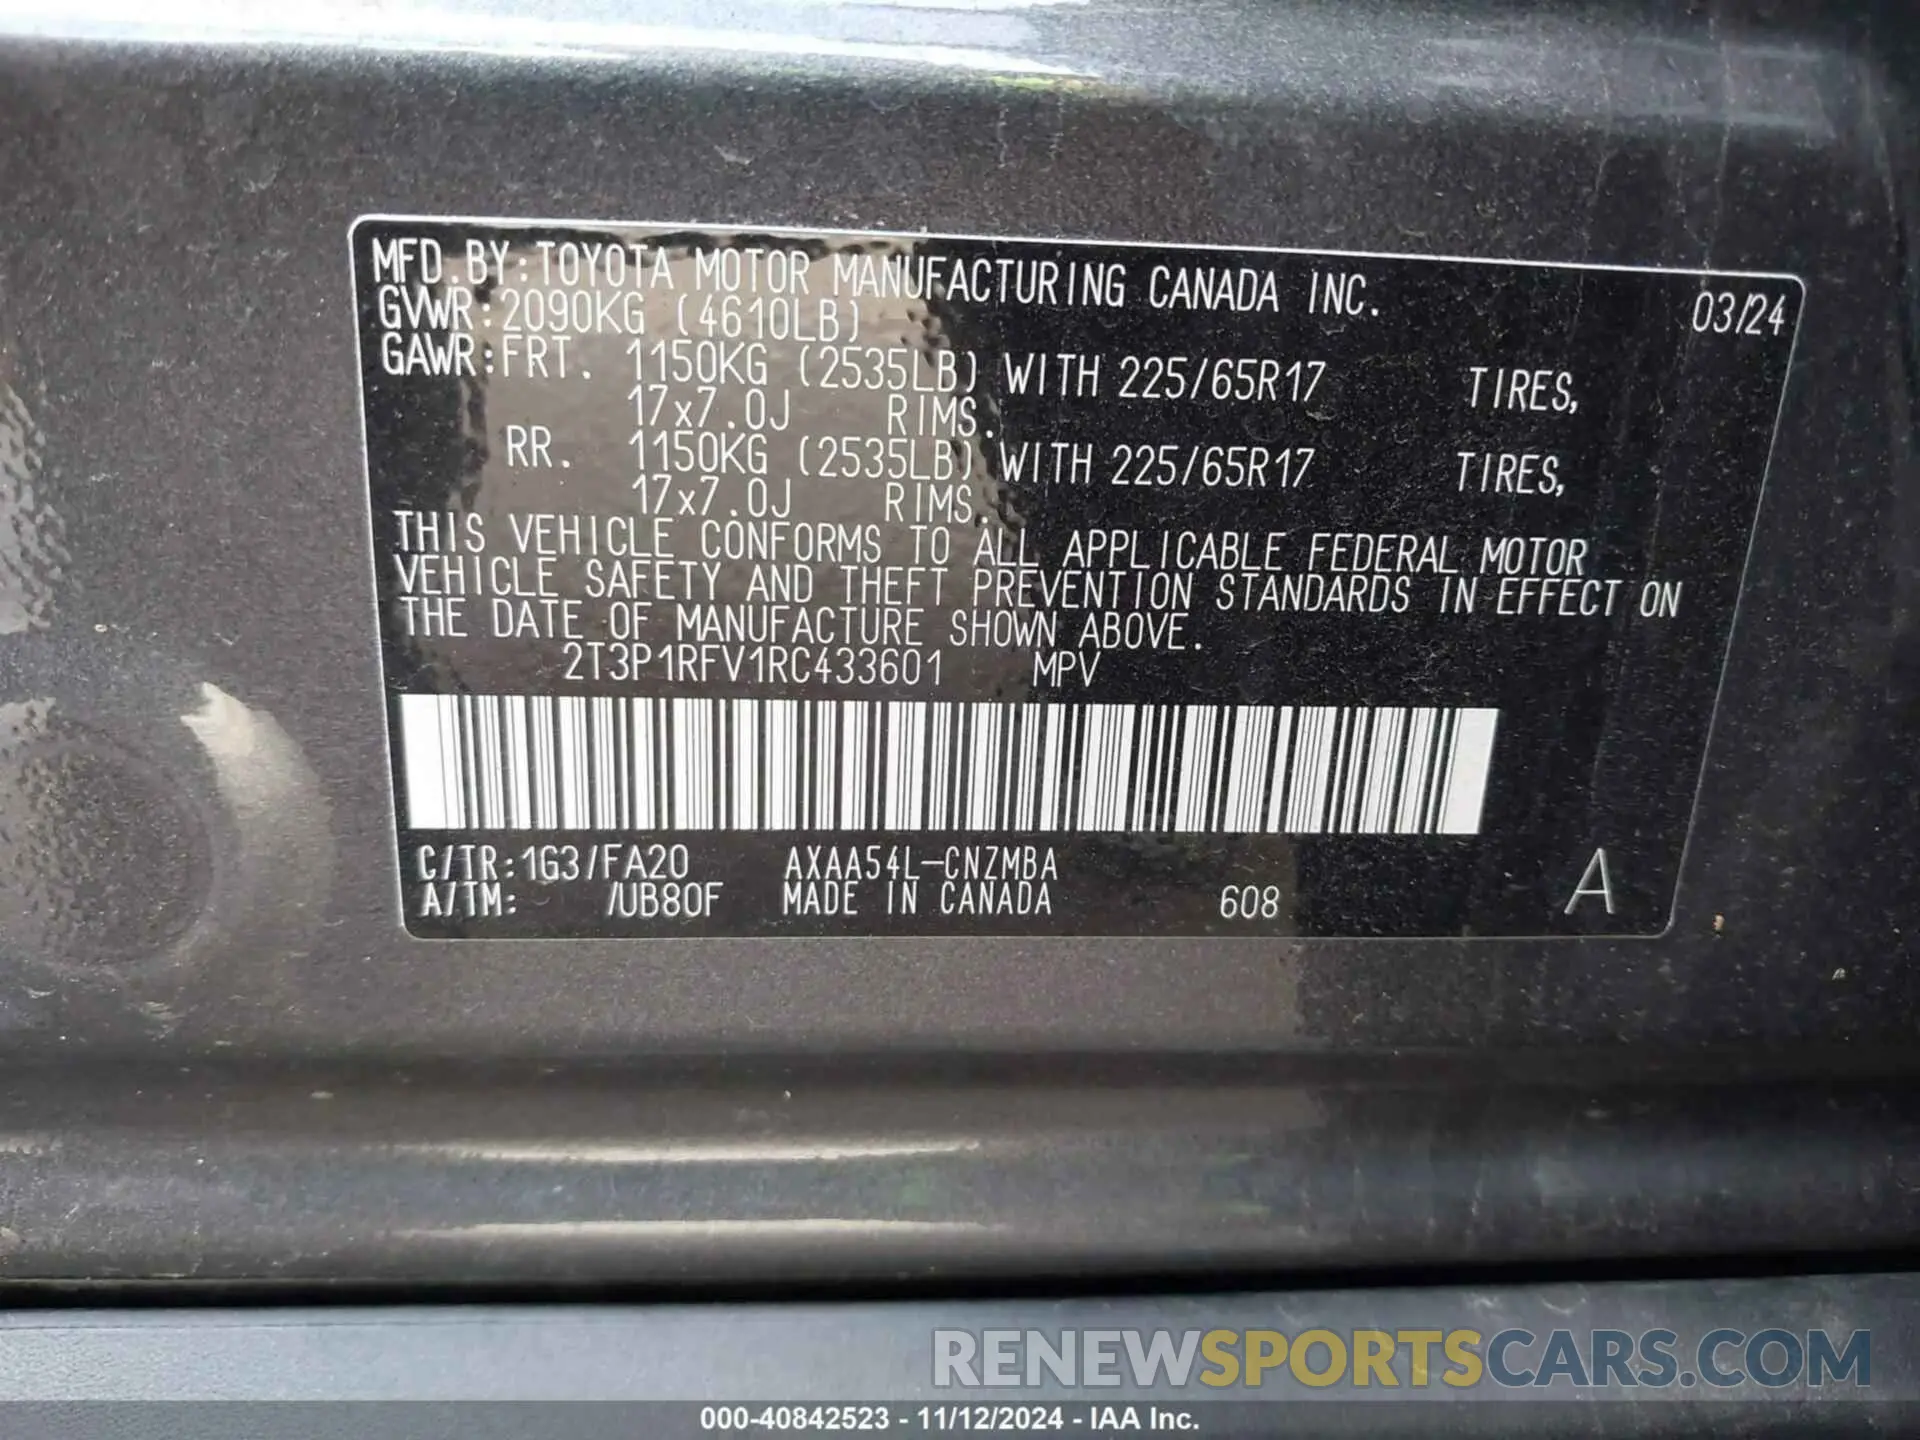 MFD.BY:TOYOTA MOTOR MANUFACTURING CANADA INC. 03/24
GVWR:2090KG (4610LB)
GAWR:FRT. 1150KG (2535LB) WITH 225/65R17 TIRES,
17x7.0J RIMS.
RR. 1150KG (2535LB) WITH 225/65R17 TIRES,
17x7.0J RIMS.
THIS VEHICLE CONFORMS TO ALL APPLICABLE FEDERAL MOTOR
VEHICLE SAFETY AND THEFT PREVENTION STANDARDS IN EFFECT ON
THE DATE OF MANUFACTURE SHOWN ABOVE.
2T3P1RFV1RC433601 MPV
C/TR:1G3/FA20 AXAA54L-CNZMBA
A/TM: /UB80F MADE IN CANADA 608 A
RENEWSPORTSCARS.COM
000-40842523 - 11/12/2024 - IAA Inc.